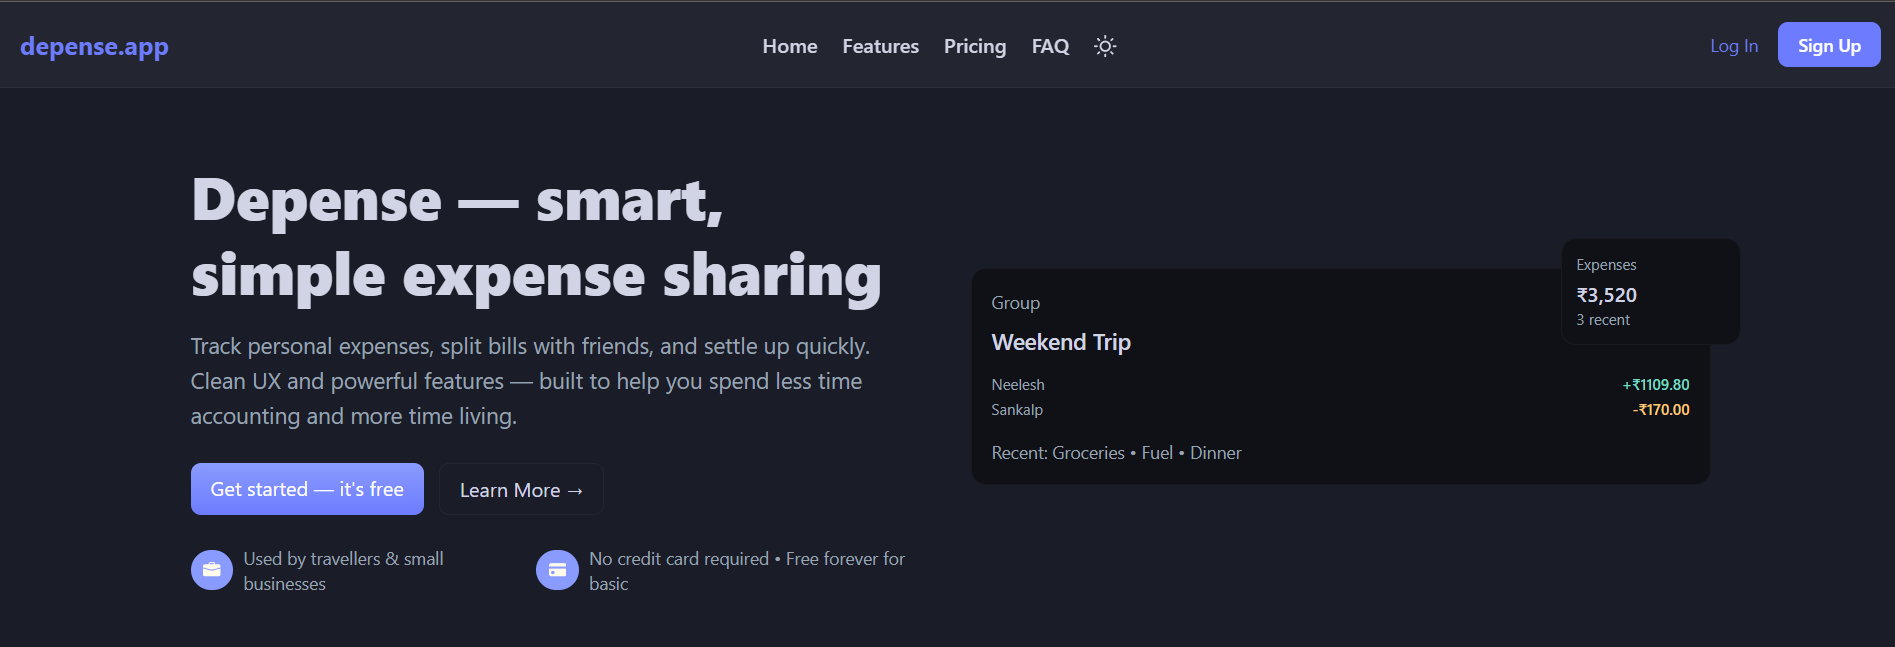 depense.app
Home
Features
Pricing
FAQ
Log In
Sign Up
Depense — smart,
simple expense sharing
Track personal expenses, split bills with friends, and settle up quickly.
Clean UX and powerful features — built to help you spend less time
accounting and more time living.
Get started — it's free
Learn More →
Used by travellers & small
businesses
No credit card required • Free forever for
basic
Expenses
₹3,520
3 recent
Group
Weekend Trip
Neelesh +₹1109.80
Sankalp -₹170.00
Recent: Groceries • Fuel • Dinner